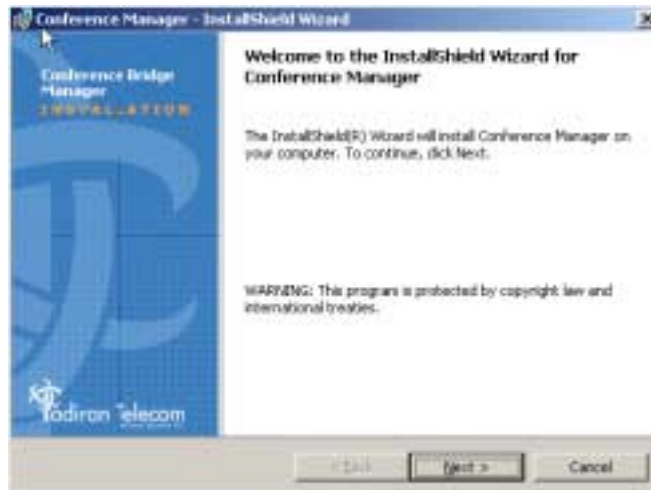 Conference Manager - InstallShield Wizard
Conference Bridge
Manager
INSTALLATION
Welcome to the InstallShield Wizard for
Conference Manager
The InstallShield(R) Wizard will install Conference Manager on
your computer. To continue, click Next.
WARNING: This program is protected by copyright law and
international treaties.
Tadiran Telecom
< Back
Next >
Cancel